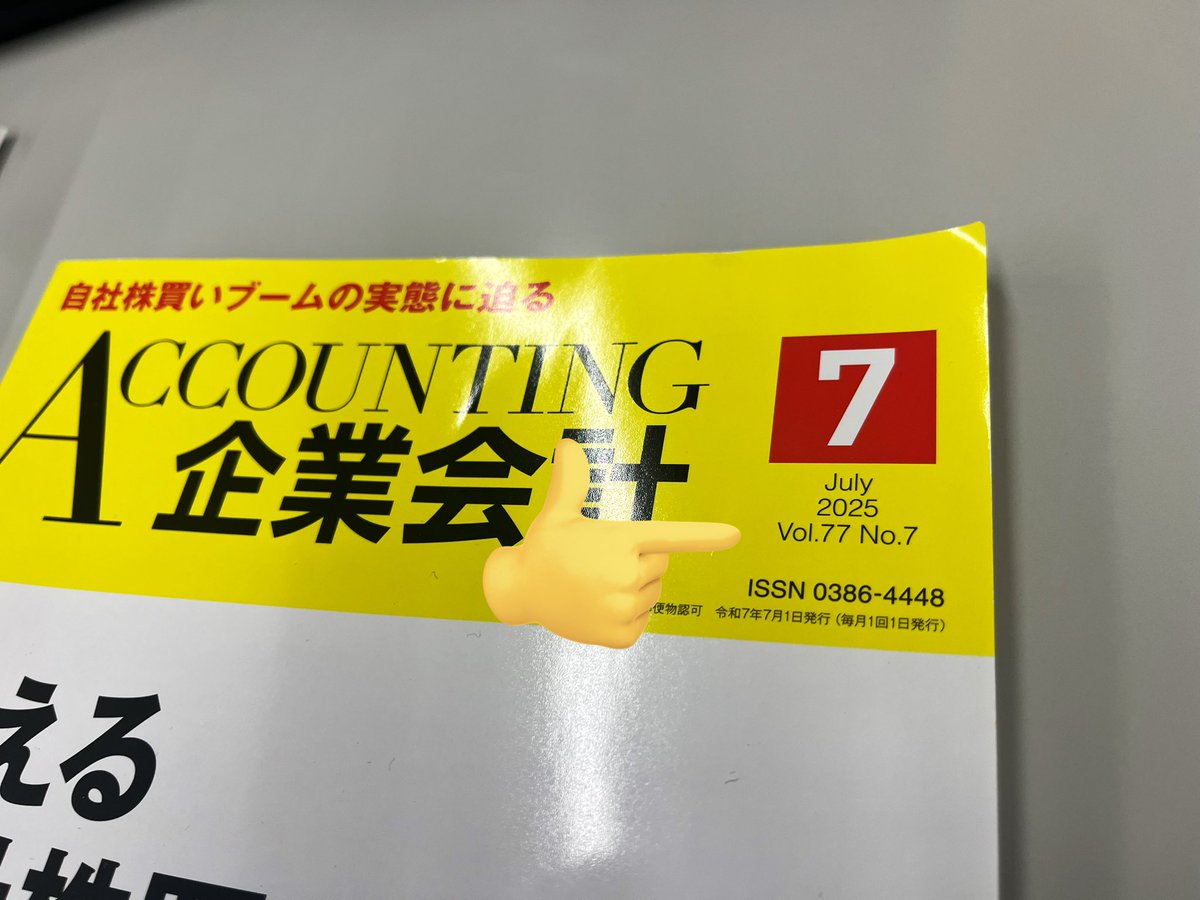 自社株買いブームの実態に迫る
ACCOUNTING
企業会計
7
July
2025
Vol.77 No.7
ISSN 0386-4448
便物認可 令和7年7月1日発行(毎月1回1日発行)
える